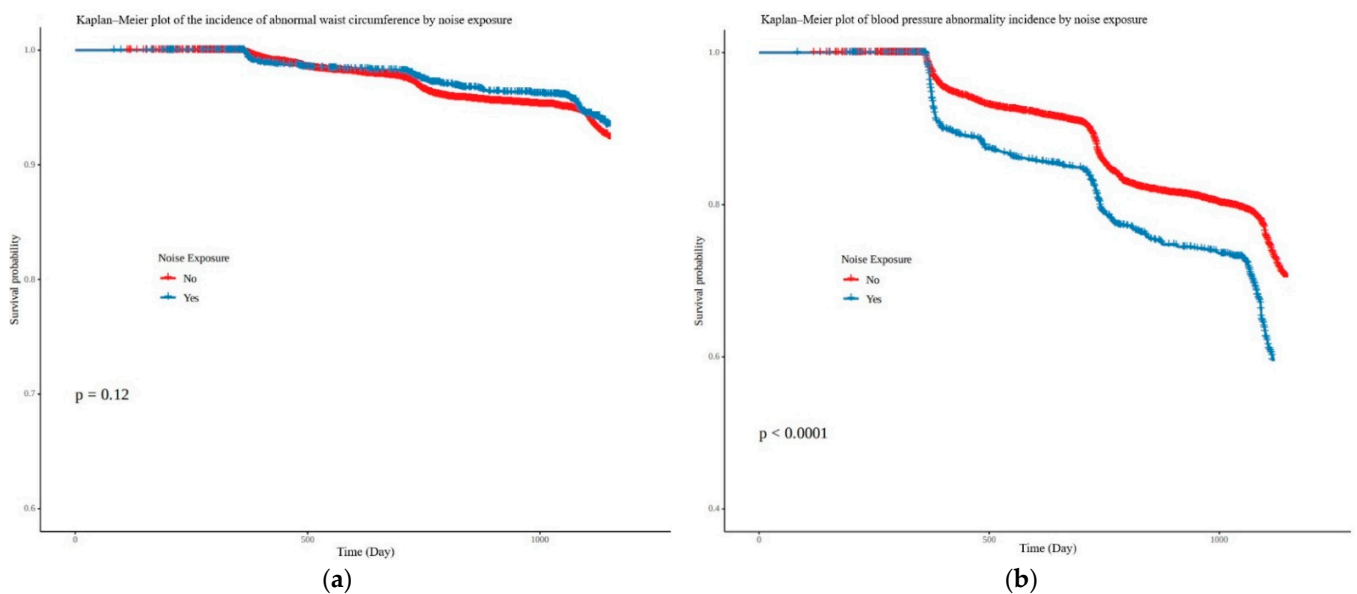 Kaplan–Meier plot of the incidence of abnormal waist circumference by noise exposure
1.0
0.9
0.8
0.7
0.6
Survival probability
Noise Exposure
No
Yes
p = 0.12
0
500
1000
Time (Day)
(a)
Kaplan–Meier plot of blood pressure abnormality incidence by noise exposure
1.0
0.8
0.6
0.4
Survival probability
Noise Exposure
No
Yes
p < 0.0001
0
500
1000
Time (Day)
(b)